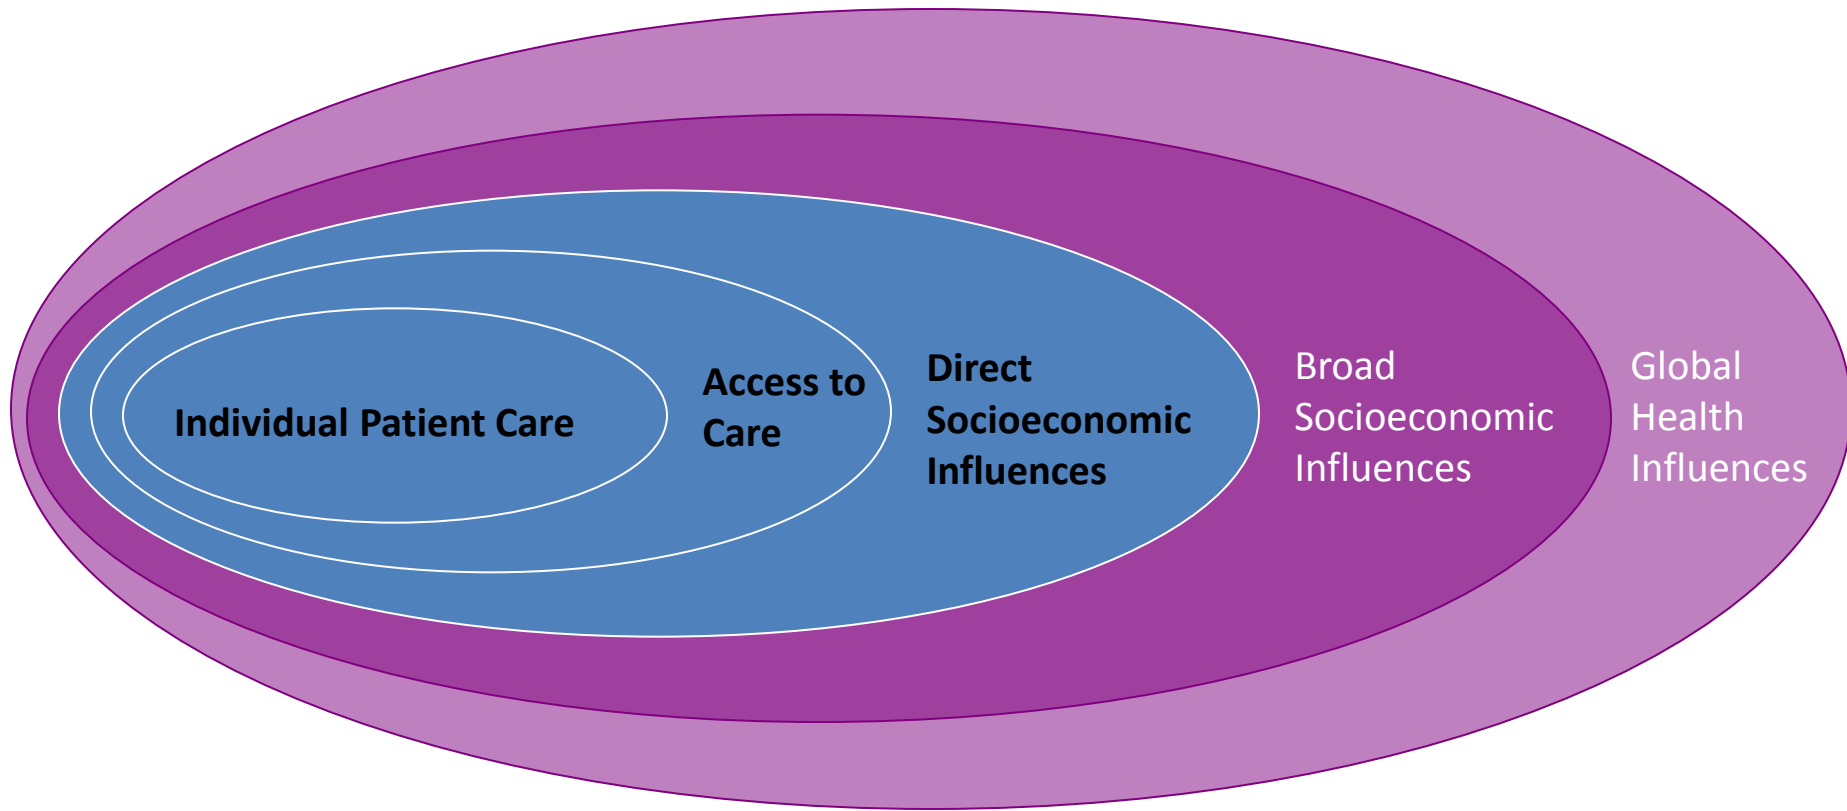 Individual Patient Care
Access to
Care
Direct
Socioeconomic
Influences
Broad
Socioeconomic
Influences
Global
Health
Influences